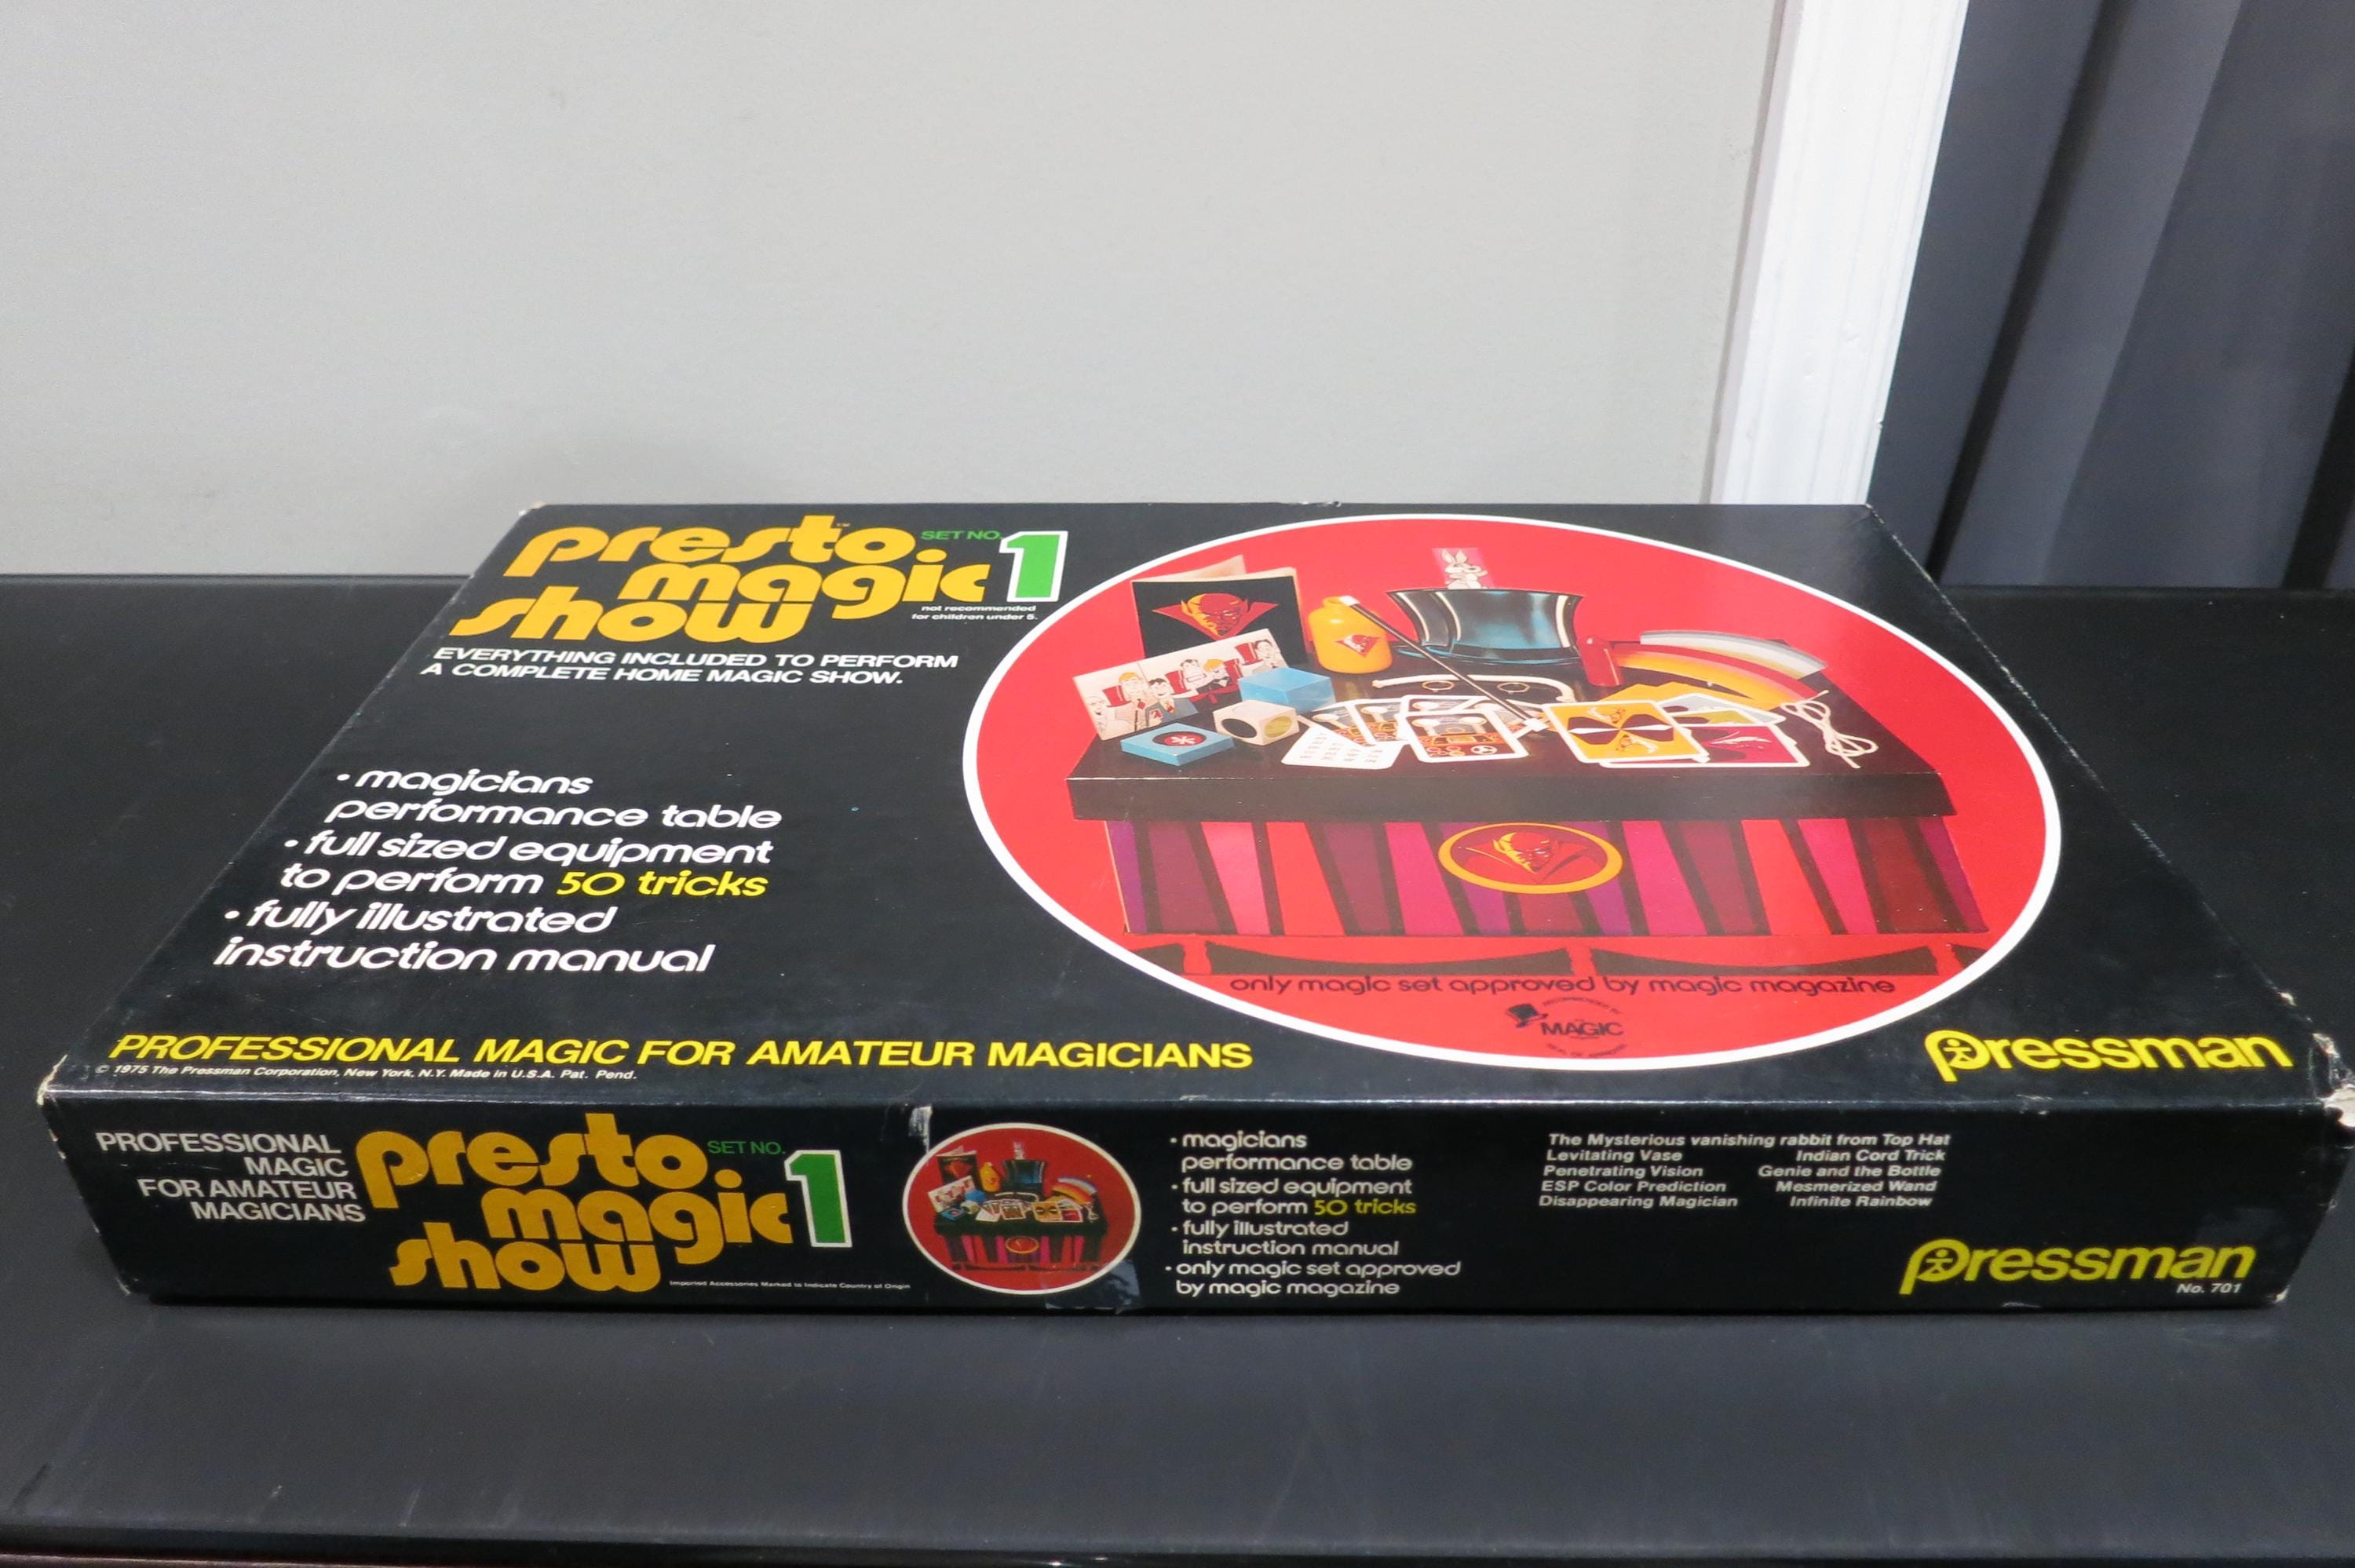 presto™
magic
show
SET NO. 1
not recommended
for children under 5.
EVERYTHING INCLUDED TO PERFORM
A COMPLETE HOME MAGIC SHOW.
• magicians
performance table
• full sized equipment
to perform 50 tricks
• fully illustrated
instruction manual
only magic set approved by magic magazine
MAGIC
PROFESSIONAL MAGIC FOR AMATEUR MAGICIANS
© 1975 The Pressman Corporation, New York, N.Y. Made in U.S.A. Pat. Pend.
pressman
PROFESSIONAL
MAGIC
FOR AMATEUR
MAGICIANS
presto
magic
show
SET NO. 1
Imported Accessories Marked to Indicate Country of Origin
• magicians
performance table
• full sized equipment
to perform 50 tricks
• fully illustrated
instruction manual
• only magic set approved
by magic magazine
The Mysterious vanishing rabbit from Top Hat
Levitating Vase Indian Cord Trick
Penetrating Vision Genie and the Bottle
ESP Color Prediction Mesmerized Wand
Disappearing Magician Infinite Rainbow
pressman
No. 701